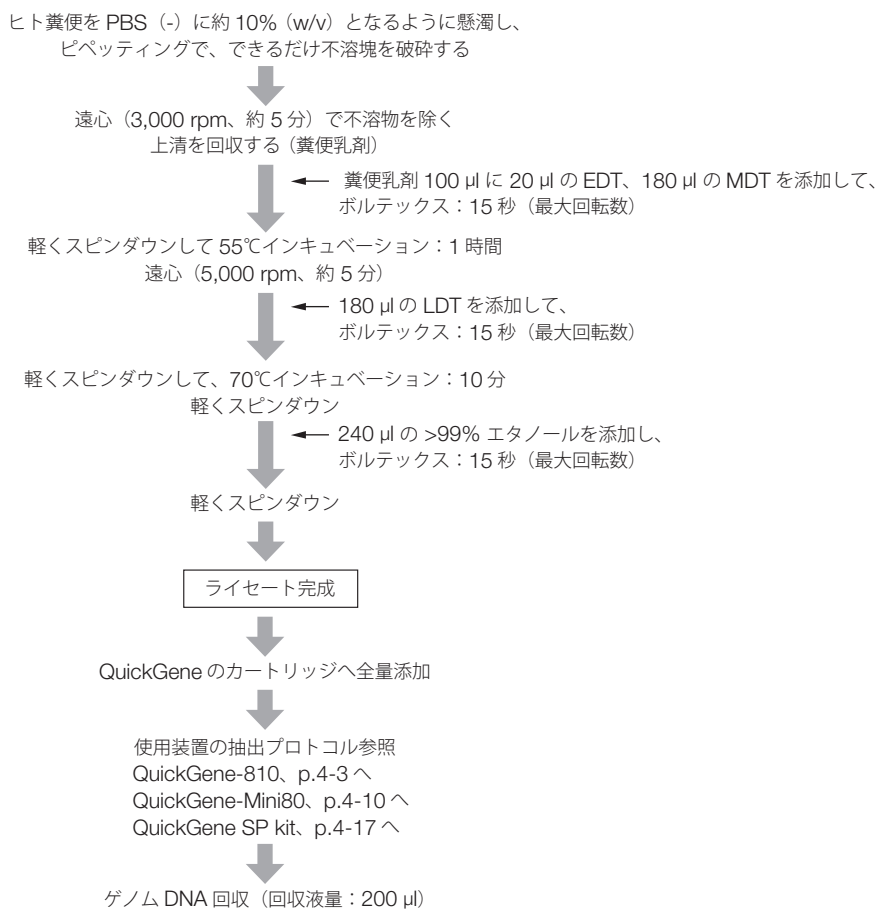 ヒト糞便を PBS（-）に約 10%（w/v）となるように懸濁し、
ピペッティングで、できるだけ不溶塊を破砕する
遠心（3,000 rpm、約 5 分）で不溶物を除く
上清を回収する（糞便乳剤）
糞便乳剤 100 µl に 20 µl の EDT、180 µl の MDT を添加して、
ボルテックス：15 秒（最大回転数）
軽くスピンダウンして 55℃インキュベーション：1 時間
遠心（5,000 rpm、約 5 分）
180 µl の LDT を添加して、
ボルテックス：15 秒（最大回転数）
軽くスピンダウンして、70℃インキュベーション：10 分
軽くスピンダウン
240 µl の >99% エタノールを添加し、
ボルテックス：15 秒（最大回転数）
軽くスピンダウン
ライセート完成
QuickGene のカートリッジへ全量添加
使用装置の抽出プロトコル参照
QuickGene-810、p.4-3 へ
QuickGene-Mini80、p.4-10 へ
QuickGene SP kit、p.4-17 へ
ゲノム DNA 回収（回収液量：200 µl）